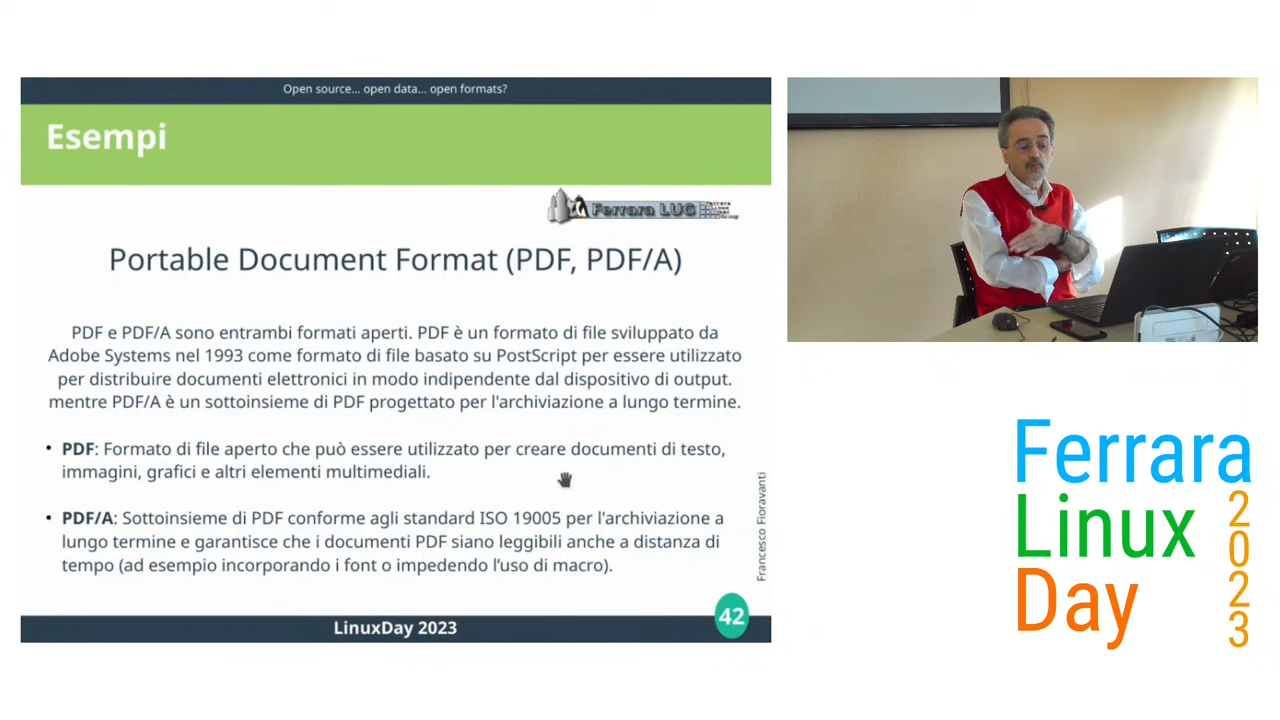 Open source... open data... open formats?
Esempi
Ferrara LUG
Ferrara
Linux
User
Group
Portable Document Format (PDF, PDF/A)
PDF e PDF/A sono entrambi formati aperti. PDF è un formato di file sviluppato da
Adobe Systems nel 1993 come formato di file basato su PostScript per essere utilizzato
per distribuire documenti elettronici in modo indipendente dal dispositivo di output.
mentre PDF/A è un sottoinsieme di PDF progettato per l'archiviazione a lungo termine.
• PDF: Formato di file aperto che può essere utilizzato per creare documenti di testo,
immagini, grafici e altri elementi multimediali.
• PDF/A: Sottoinsieme di PDF conforme agli standard ISO 19005 per l'archiviazione a
lungo termine e garantisce che i documenti PDF siano leggibili anche a distanza di
tempo (ad esempio incorporando i font o impedendo l’uso di macro).
Francesco Fioravanti
42
LinuxDay 2023
Ferrara
Linux
Day
2023